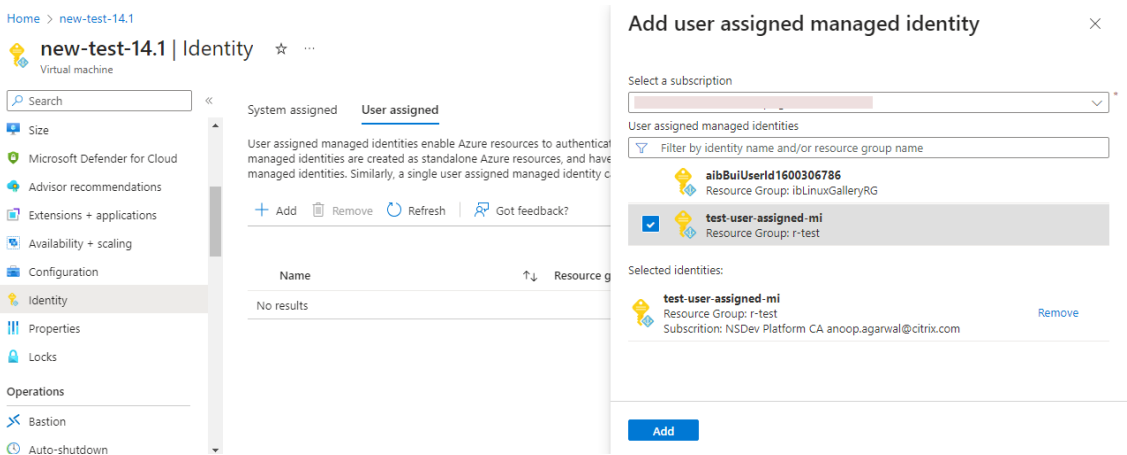 Home > new-test-14.1
new-test-14.1 | Identity
Virtual machine
Search
Size
Microsoft Defender for Cloud
Advisor recommendations
Extensions + applications
Availability + scaling
Configuration
Identity
Properties
Locks
Operations
Bastion
Auto-shutdown
System assigned User assigned
User assigned managed identities enable Azure resources to authenticat
managed identities are created as standalone Azure resources, and have
managed identities. Similarly, a single user assigned managed identity c
Add Remove Refresh Got feedback?
Name Resource g
No results
Add user assigned managed identity
Select a subscription
*
User assigned managed identities
Filter by identity name and/or resource group name
aibBuiUserId1600306786
Resource Group: ibLinuxGalleryRG
test-user-assigned-mi
Resource Group: r-test
Selected identities:
test-user-assigned-mi
Resource Group: r-test
Remove
Subscrition: NSDev Platform CA anoop.agarwal@citrix.com
Add